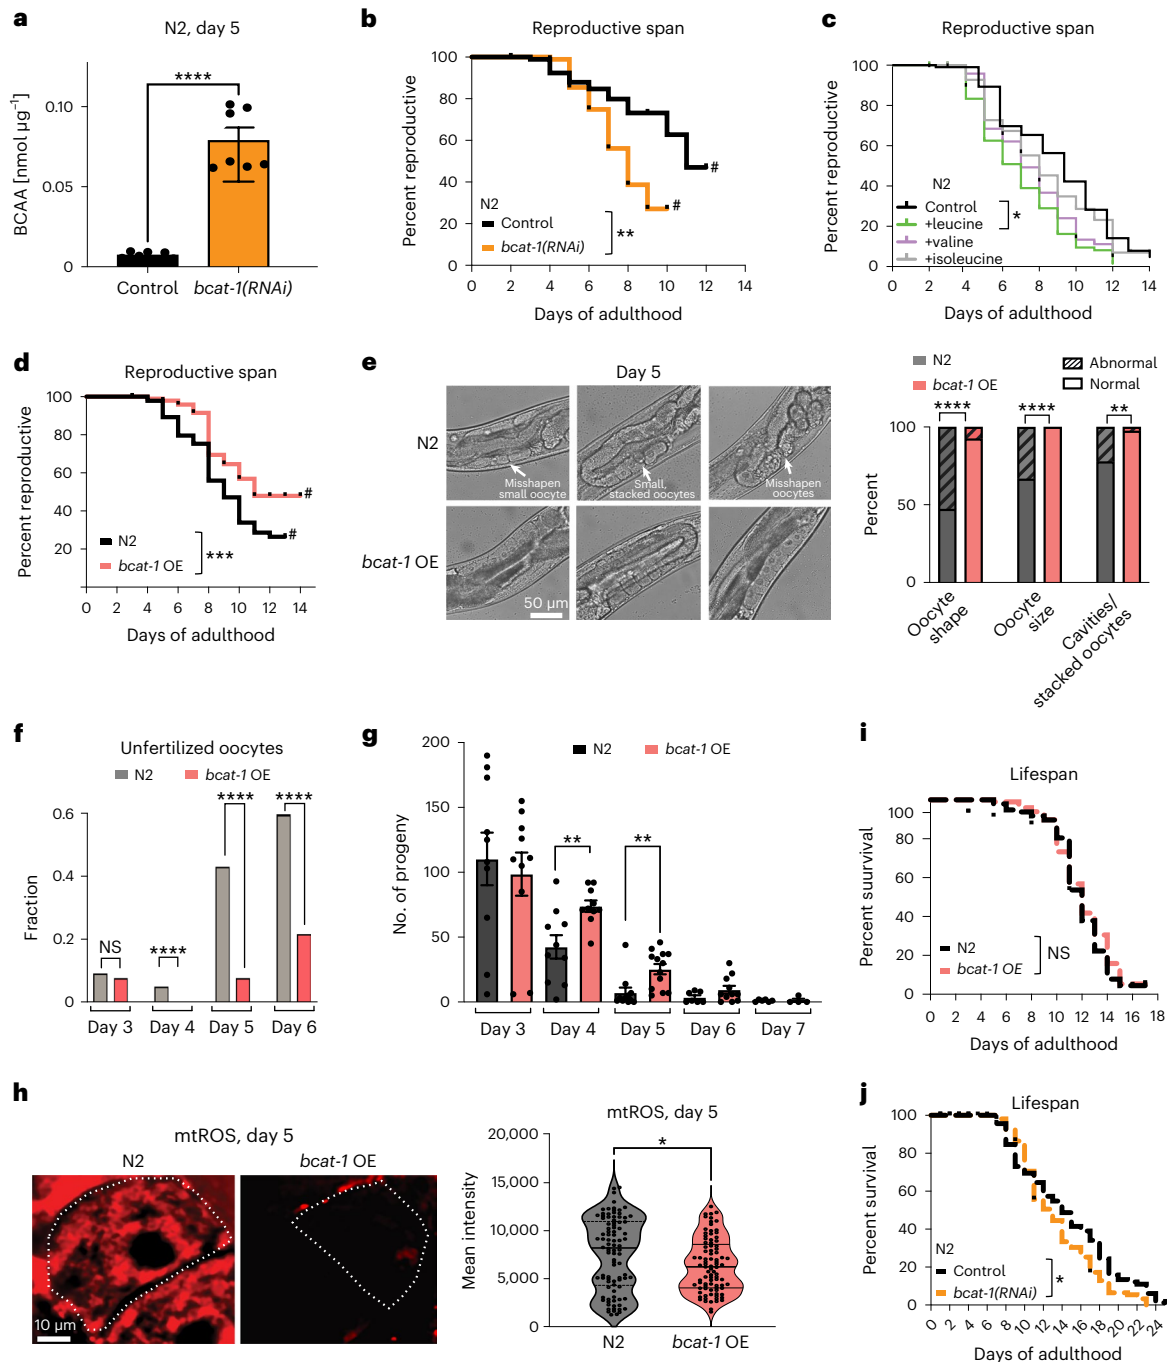 a
N2, day 5
BCAA [nmol µg⁻¹]
0.10
0.05
0
****
Control
bcat-1(RNAi)
b
Reproductive span
Percent reproductive
100
80
60
40
20
0
#
#
N2
Control
bcat-1(RNAi)
**
0 2 4 6 8 10 12 14
Days of adulthood
c
Reproductive span
Percent reproductive
100
80
60
40
20
0
N2
Control
+leucine
+valine
+isoleucine
*
0 2 4 6 8 10 12 14
Days of adulthood
d
Reproductive span
Percent reproductive
100
80
60
40
20
#
#
N2
bcat-1 OE
***
0 2 4 6 8 10 12 14
Days of adulthood
e
Day 5
N2
Misshapen
small oocyte
Small,
stacked oocytes
Misshapen
oocytes
bcat-1 OE
50 µm
N2
bcat-1 OE
Abnormal
Normal
**** **** **
Percent
100
50
0
Oocyte
shape
Oocyte
size
Cavities/
stacked oocytes
f
Unfertilized oocytes
N2
bcat-1 OE
Fraction
0.6
0.4
0.2
0
NS
****
****
****
Day 3 Day 4 Day 5 Day 6
g
N2
bcat-1 OE
No. of progeny
200
150
100
50
0
**
**
Day 3 Day 4 Day 5 Day 6 Day 7
i
Lifespan
Percent suurvival
100
80
60
40
20
0
N2
bcat-1 OE
NS
0 2 4 6 8 10 12 14 16 18
Days of adulthood
h
mtROS, day 5
N2
bcat-1 OE
10 µm
mtROS, day 5
Mean intensity
20,000
15,000
10,000
5,000
0
*
N2
bcat-1 OE
j
Lifespan
Percent survival
100
80
60
40
20
0
N2
Control
bcat-1(RNAi)
*
0 2 4 6 8 10 12 14 16 18 20 22 24
Days of adulthood